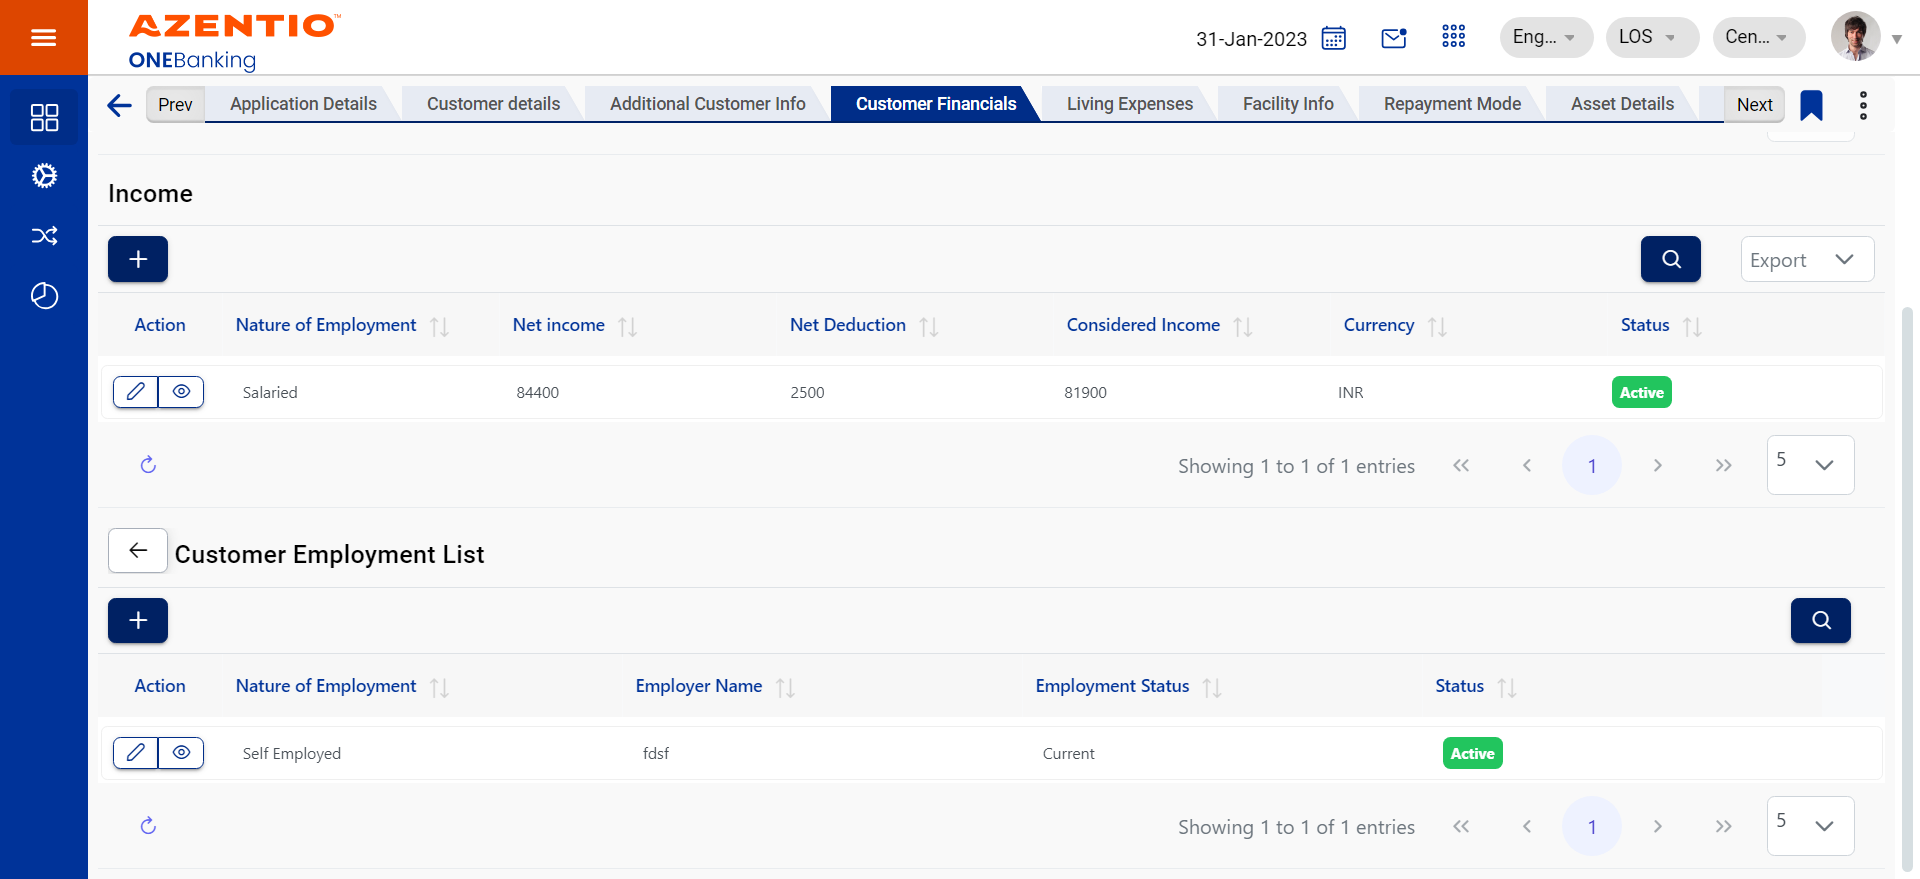 AZENTIO™
ONEBanking
31-Jan-2023
Eng...
LOS
Cen...
Prev
Application Details
Customer details
Additional Customer Info
Customer Financials
Living Expenses
Facility Info
Repayment Mode
Asset Details
Next
Income
+
Export
Action Nature of Employment Net income Net Deduction Considered Income Currency Status
Salaried 84400 2500 81900 INR Active
Showing 1 to 1 of 1 entries 1 5
Customer Employment List
+
Action Nature of Employment Employer Name Employment Status Status
Self Employed fdsf Current Active
Showing 1 to 1 of 1 entries 1 5